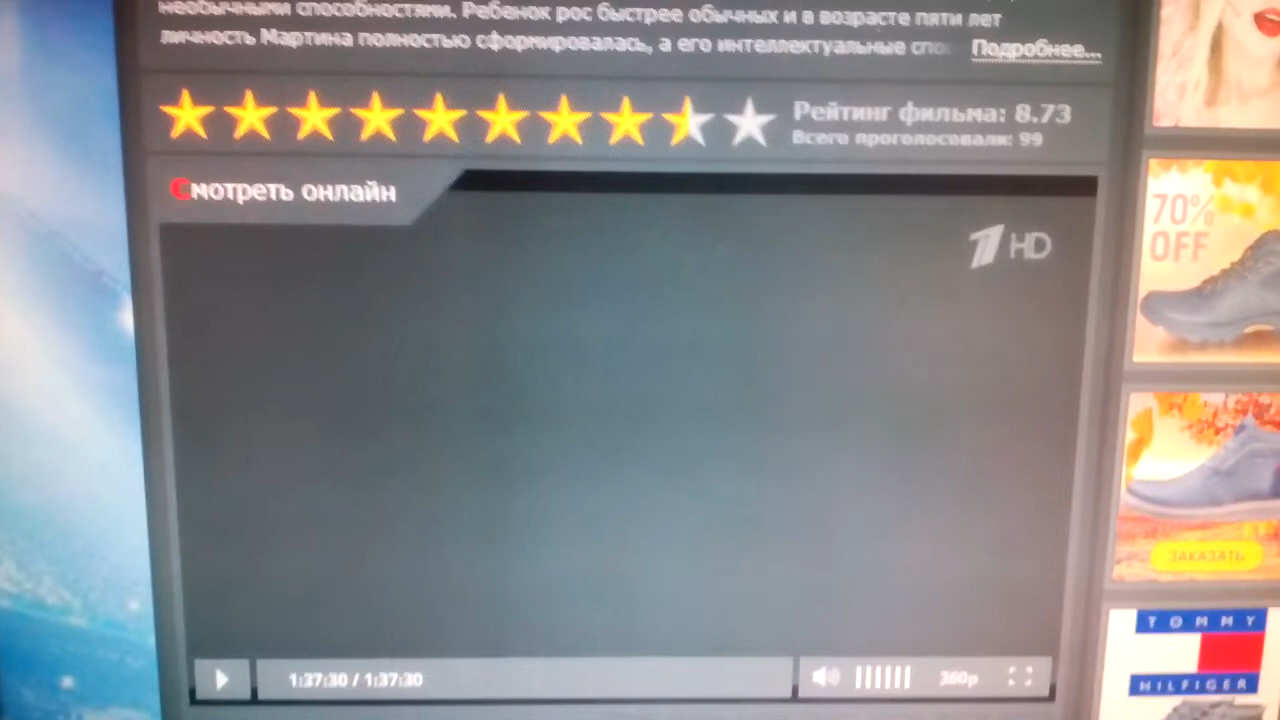 необычными способностями. Ребенок рос быстрее обычных и в возрасте пяти лет
личность Мартина полностью сформировалась, а его интеллектуальные спо
Подробнее...
Рейтинг фильма: 8.73
Всего проголосовали: 99
Смотреть онлайн
HD
70%
OFF
ЗАКАЗАТЬ
1:37:30 / 1:37:30
360p
TOMMY
HILFIGER